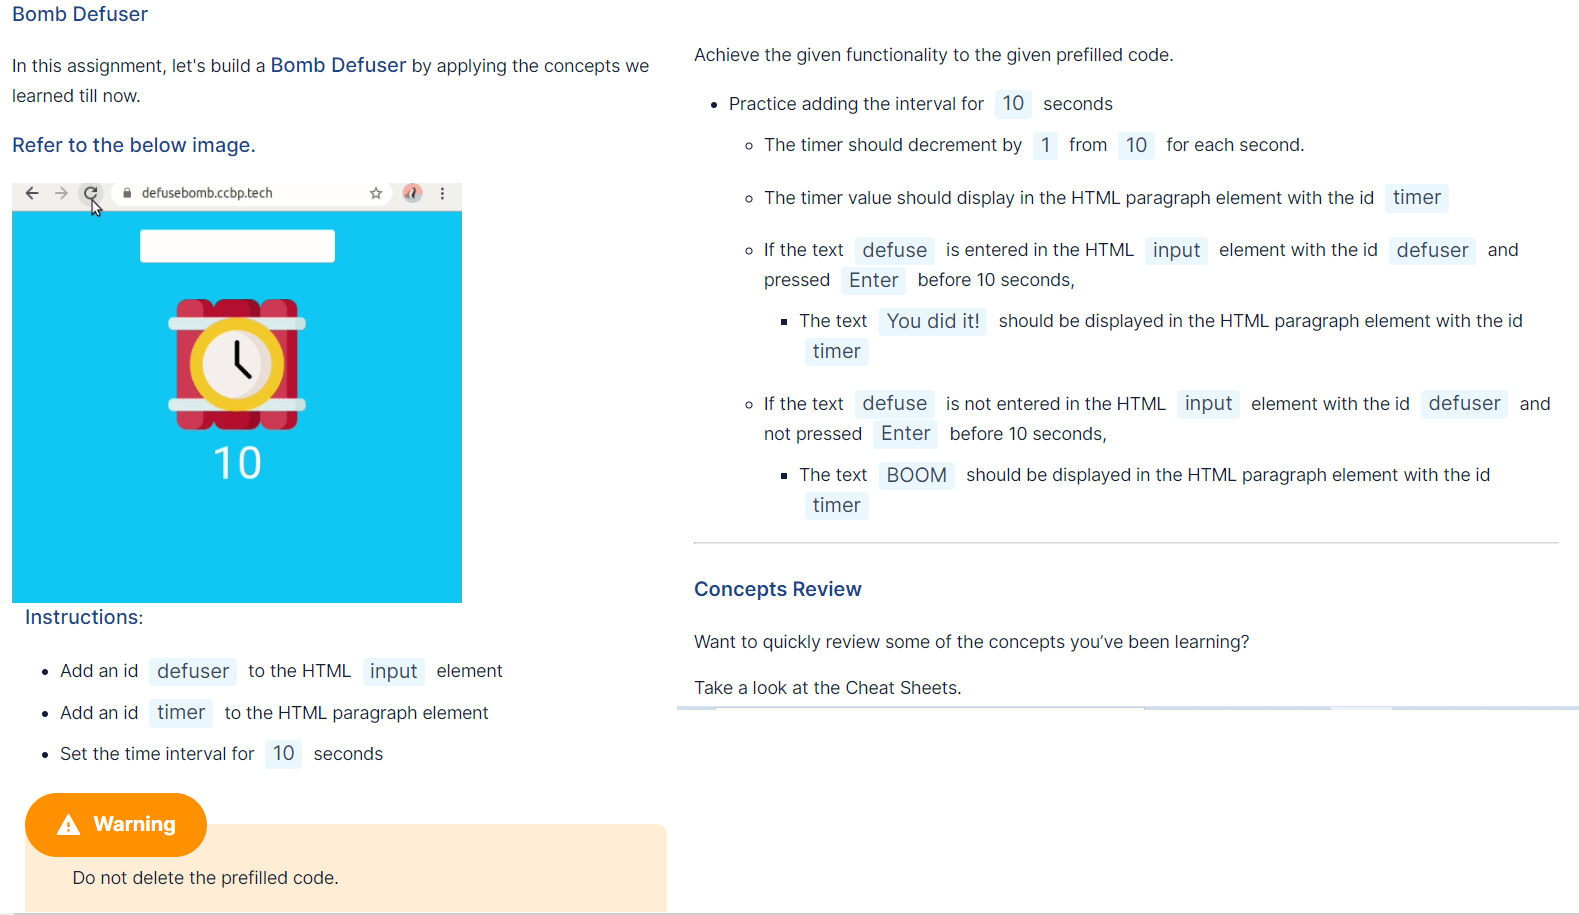 Bomb Defuser
In this assignment, let's build a Bomb Defuser by applying the concepts we
learned till now.
Refer to the below image.
defusebomb.ccbp.tech
10
Instructions:
Add an id defuser to the HTML input element
Add an id timer to the HTML paragraph element
Set the time interval for 10 seconds
Warning
Do not delete the prefilled code.
Achieve the given functionality to the given prefilled code.
Practice adding the interval for 10 seconds
The timer should decrement by 1 from 10 for each second.
The timer value should display in the HTML paragraph element with the id timer
If the text defuse is entered in the HTML input element with the id defuser and
pressed Enter before 10 seconds,
The text You did it! should be displayed in the HTML paragraph element with the id
timer
If the text defuse is not entered in the HTML input element with the id defuser and
not pressed Enter before 10 seconds,
The text BOOM should be displayed in the HTML paragraph element with the id
timer
Concepts Review
Want to quickly review some of the concepts you’ve been learning?
Take a look at the Cheat Sheets.